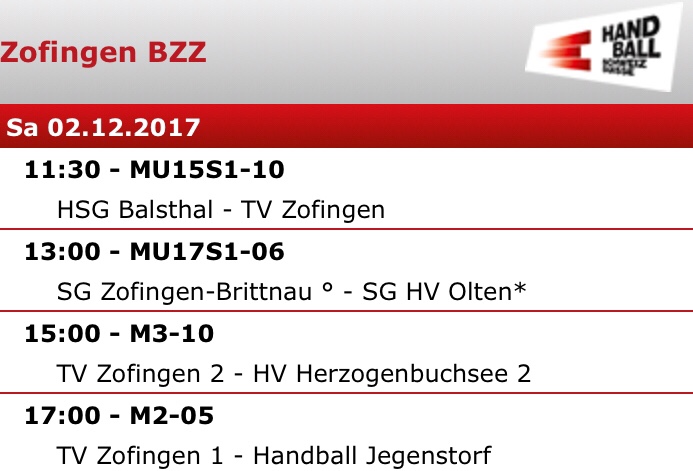 Zofingen BZZ
HAND
BALL
SCHWEIZ
SUISSE
Sa 02.12.2017
11:30 - MU15S1-10
HSG Balsthal - TV Zofingen
13:00 - MU17S1-06
SG Zofingen-Brittnau ° - SG HV Olten*
15:00 - M3-10
TV Zofingen 2 - HV Herzogenbuchsee 2
17:00 - M2-05
TV Zofingen 1 - Handball Jegenstorf